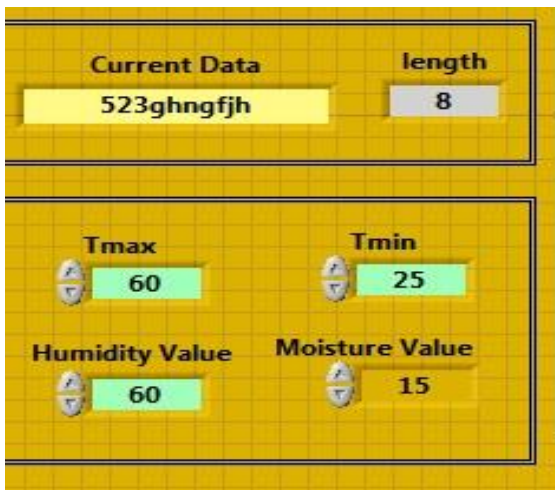 Current Data length
523ghngfjh 8
Tmax Tmin
60 25
Humidity Value Moisture Value
60 15